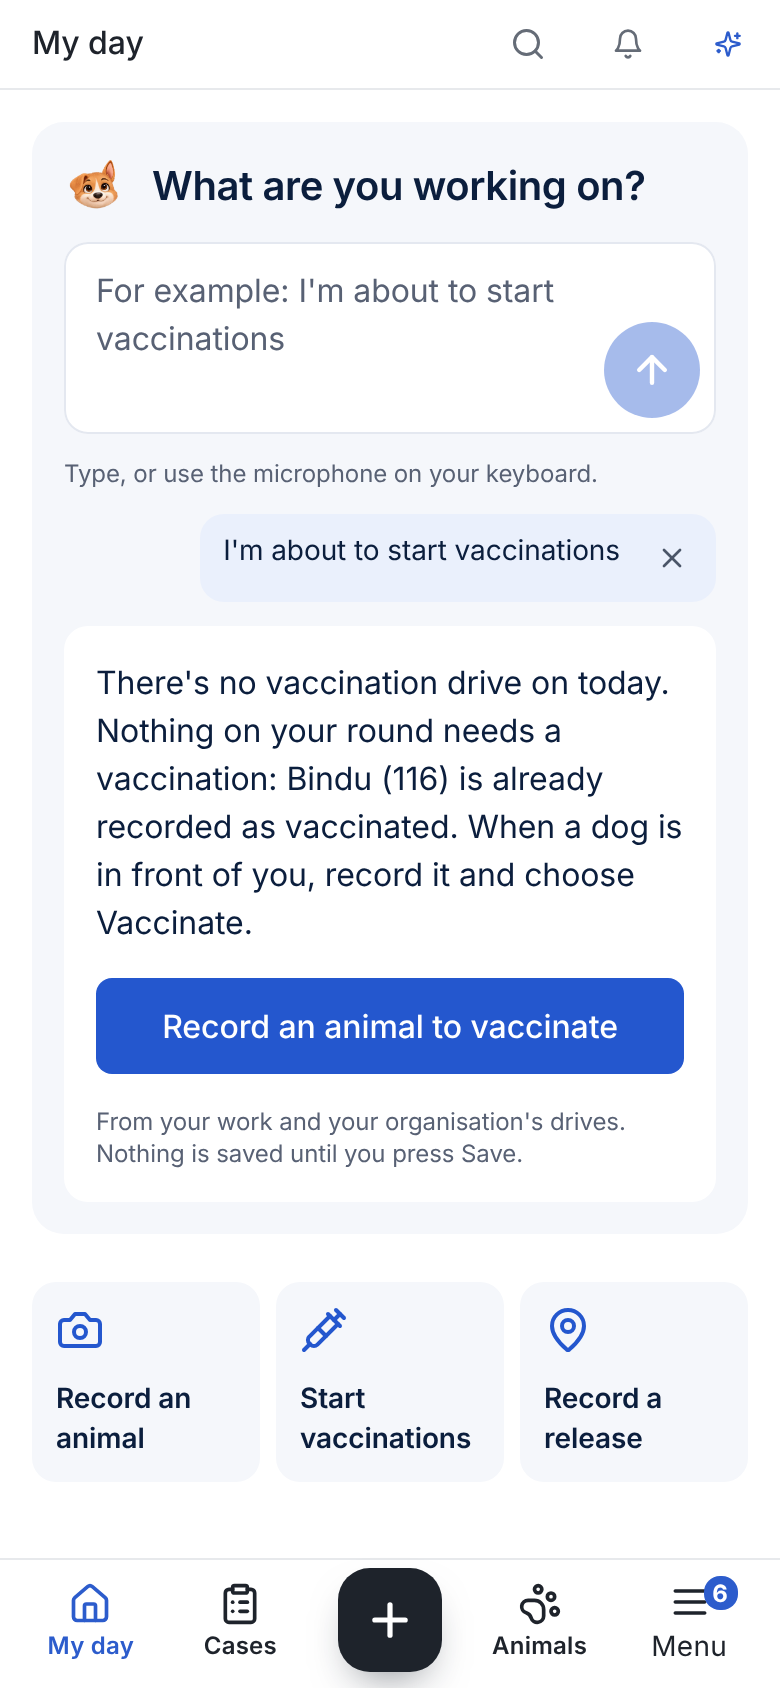 My day
What are you working on?
For example: I'm about to start
vaccinations
Type, or use the microphone on your keyboard.
I'm about to start vaccinations
There's no vaccination drive on today.
Nothing on your round needs a
vaccination: Bindu (116) is already
recorded as vaccinated. When a dog is
in front of you, record it and choose
Vaccinate.
Record an animal to vaccinate
From your work and your organisation's drives.
Nothing is saved until you press Save.
Record an
animal
Start
vaccinations
Record a
release
My day
Cases
Animals
6
Menu